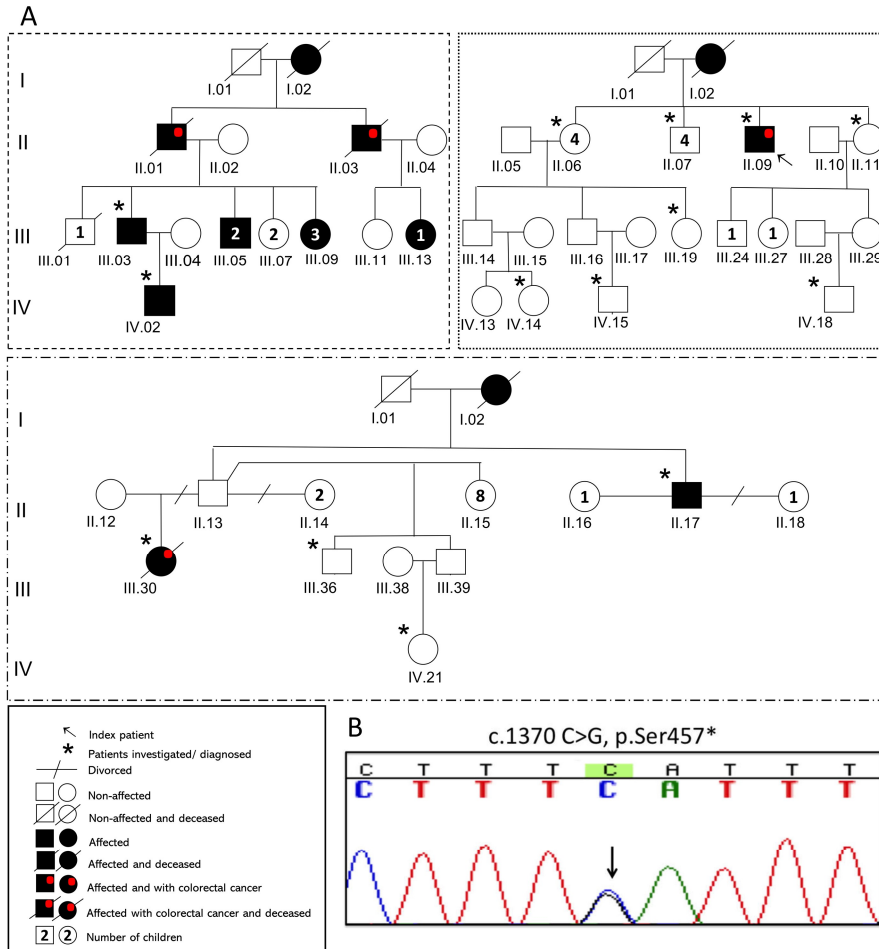 A
I
I.01 I.02
II
II.01 II.02 II.03 II.04
*
1 2 2 3 1
III
III.01 III.03 III.04 III.05 III.07 III.09 III.11 III.13
*
IV
IV.02
I.01 I.02
* * * *
4 4
II.05 II.06 II.07 II.09 II.10 II.11
*
1 1
III.14 III.15 III.16 III.17 III.19 III.24 III.27 III.28 III.29
* * *
IV.13 IV.14 IV.15 IV.18
I
I.01 I.02
*
II
2 8 1 1
II.12 II.13 II.14 II.15 II.16 II.17 II.18
* *
III
III.30 III.36 III.38 III.39
*
IV
IV.21
Index patient
* Patients investigated/ diagnosed
Divorced
Non-affected
Non-affected and deceased
Affected
Affected and deceased
Affected and with colorectal cancer
Affected with colorectal cancer and deceased
2 2 Number of children
B
c.1370 C>G, p.Ser457*
C T T T C A T T T
C T T T C A T T T